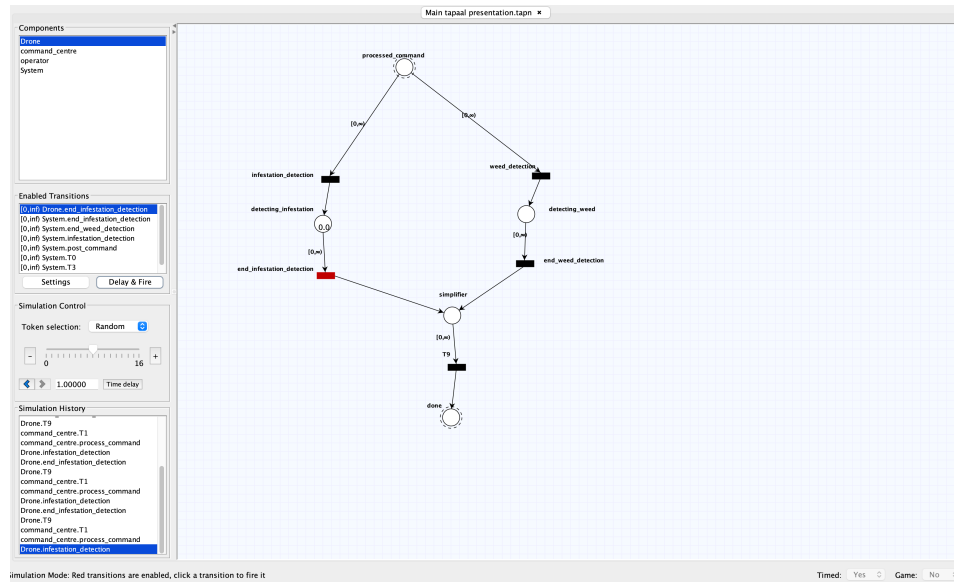 Main tapaal presentation.tapn ×
Components
Drone
command_centre
operator
System
Enabled Transitions
[0,inf) Drone.end_infestation_detection
[0,inf) System.end_infestation_detection
[0,inf) System.end_weed_detection
[0,inf) System.infestation_detection
[0,inf) System.post_command
[0,inf) System.T0
[0,inf) System.T3
Settings Delay & Fire
Simulation Control
Token selection: Random
- 0 16 +
1.00000 Time delay
Simulation History
Drone.T9
command_centre.T1
command_centre.process_command
Drone.infestation_detection
Drone.end_infestation_detection
Drone.T9
command_centre.T1
command_centre.process_command
Drone.infestation_detection
Drone.end_infestation_detection
Drone.T9
command_centre.T1
command_centre.process_command
Drone.infestation_detection
processed_command
[0,∞) [0,∞)
infestation_detection weed_detection
detecting_infestation 0.0 detecting_weed
[0,∞) [0,∞)
end_infestation_detection end_weed_detection
simplifier
[0,∞)
T9
done
Simulation Mode: Red transitions are enabled, click a transition to fire it
Timed: Yes Game: No